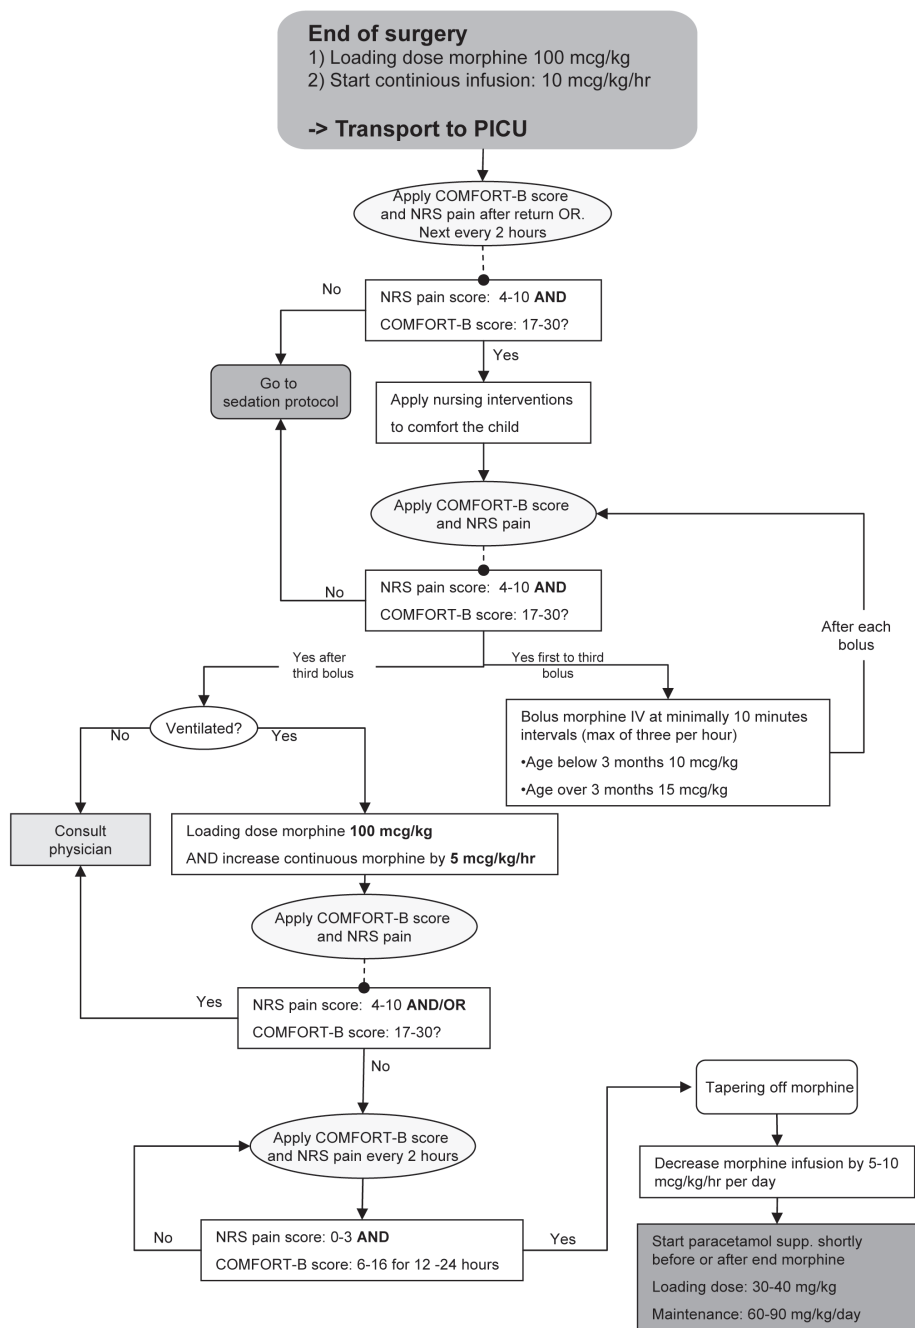 End of surgery
1) Loading dose morphine 100 mcg/kg
2) Start continious infusion: 10 mcg/kg/hr
-> Transport to PICU
Apply COMFORT-B score
and NRS pain after return OR.
Next every 2 hours
No
NRS pain score: 4-10 AND
COMFORT-B score: 17-30?
Yes
Go to
sedation protocol
Apply nursing interventions
to comfort the child
Apply COMFORT-B score
and NRS pain
No
NRS pain score: 4-10 AND
COMFORT-B score: 17-30?
After each
bolus
Yes after
third bolus
Yes first to third
bolus
Ventilated?
No
Yes
Bolus morphine IV at minimally 10 minutes
intervals (max of three per hour)
•Age below 3 months 10 mcg/kg
•Age over 3 months 15 mcg/kg
Consult
physician
Loading dose morphine 100 mcg/kg
AND increase continuous morphine by 5 mcg/kg/hr
Apply COMFORT-B score
and NRS pain
Yes
NRS pain score: 4-10 AND/OR
COMFORT-B score: 17-30?
No
Apply COMFORT-B score
and NRS pain every 2 hours
No
NRS pain score: 0-3 AND
COMFORT-B score: 6-16 for 12 -24 hours
Yes
Tapering off morphine
Decrease morphine infusion by 5-10
mcg/kg/hr per day
Start paracetamol supp. shortly
before or after end morphine
Loading dose: 30-40 mg/kg
Maintenance: 60-90 mg/kg/day